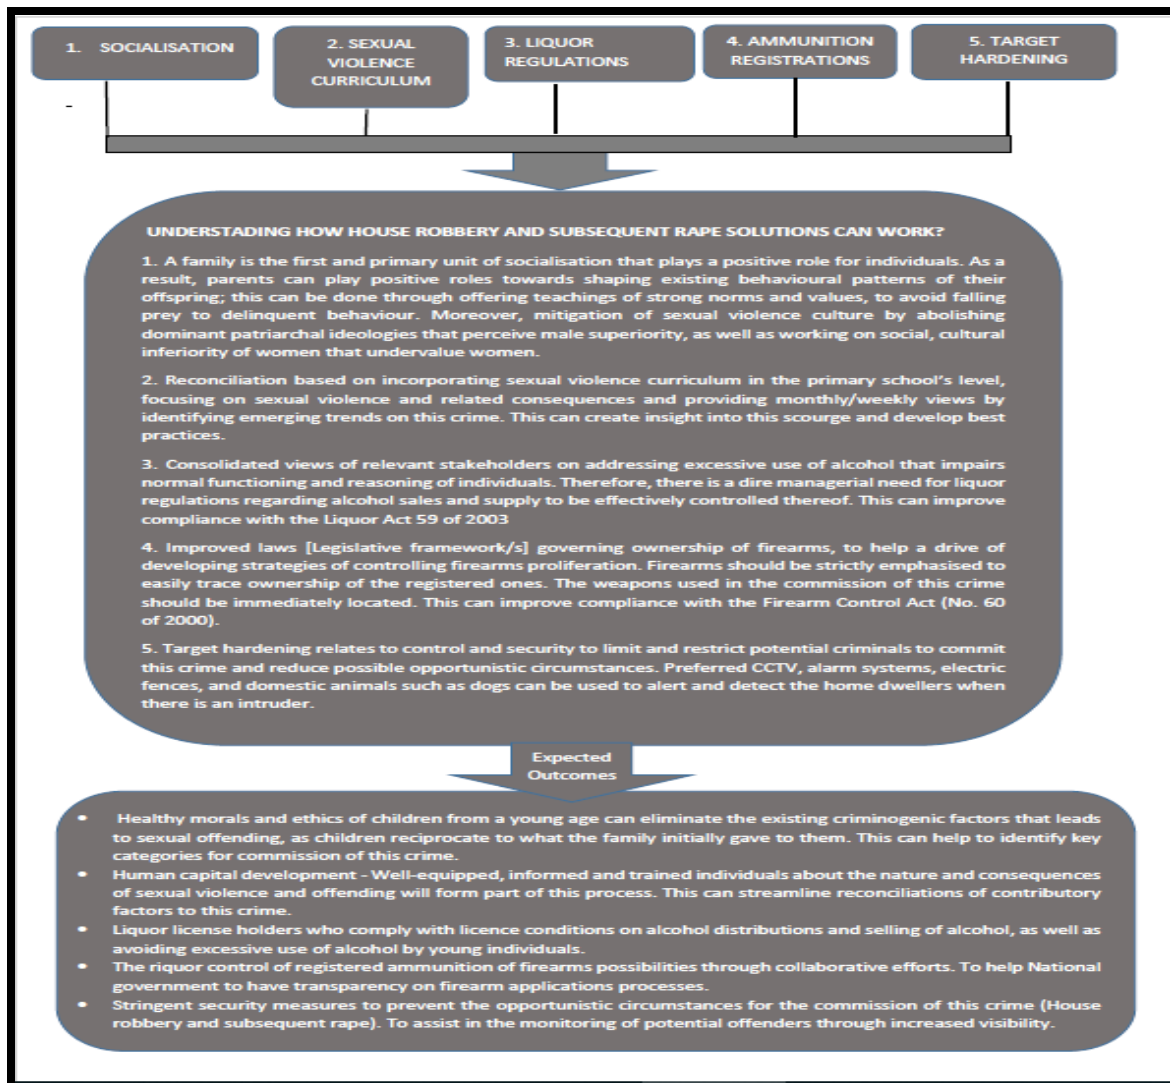 1. SOCIALISATION
2. SEXUAL
VIOLENCE
CURRICULUM
3. LIQUOR
REGULATIONS
4. AMMUNITION
REGISTRATIONS
5. TARGET
HARDENING
-
UNDERSTADING HOW HOUSE ROBBERY AND SUBSEQUENT RAPE SOLUTIONS CAN WORK?
1. A family is the first and primary unit of socialisation that plays a positive role for individuals. As a
result, parents can play positive roles towards shaping existing behavioural patterns of their
offspring; this can be done through offering teachings of strong norms and values, to avoid falling
prey to delinquent behaviour. Moreover, mitigation of sexual violence culture by abolishing
dominant patriarchal ideologies that perceive male superiority, as well as working on social, cultural
inferiority of women that undervalue women.
2. Reconciliation based on incorporating sexual violence curriculum in the primary school's level,
focusing on sexual violence and related consequences and providing monthly/weekly views by
identifying emerging trends on this crime. This can create insight into this scourge and develop best
practices.
3. Consolidated views of relevant stakeholders on addressing excessive use of alcohol that impairs
normal functioning and reasoning of individuals. Therefore, there is a dire managerial need for liquor
regulations regarding alcohol sales and supply to be effectively controlled thereof. This can improve
compliance with the Liquor Act 59 of 2003
4. Improved laws [Legislative framework/s] governing ownership of firearms, to help a drive of
developing strategies of controlling firearms proliferation. Firearms should be strictly emphasised to
easily trace ownership of the registered ones. The weapons used in the commission of this crime
should be immediately located. This can improve compliance with the Firearm Control Act (No. 60
of 2000).
5. Target hardening relates to control and security to limit and restrict potential criminals to commit
this crime and reduce possible opportunistic circumstances. Preferred CCTV, alarm systems, electric
fences, and domestic animals such as dogs can be used to alert and detect the home dwellers when
there is an intruder.
Expected
Outcomes
• Healthy morals and ethics of children from a young age can eliminate the existing criminogenic factors that leads
to sexual offending, as children reciprocate to what the family initially gave to them. This can help to identify key
categories for commission of this crime.
• Human capital development - Well-equipped, informed and trained individuals about the nature and consequences
of sexual violence and offending will form part of this process. This can streamline reconciliations of contributory
factors to this crime.
• Liquor license holders who comply with licence conditions on alcohol distributions and selling of alcohol, as well as
avoiding excessive use of alcohol by young individuals.
• The riquor control of registered ammunition of firearms possibilities through collaborative efforts. To help National
government to have transparency on firearm applications processes.
• Stringent security measures to prevent the opportunistic circumstances for the commission of this crime (House
robbery and subsequent rape). To assist in the monitoring of potential offenders through increased visibility.